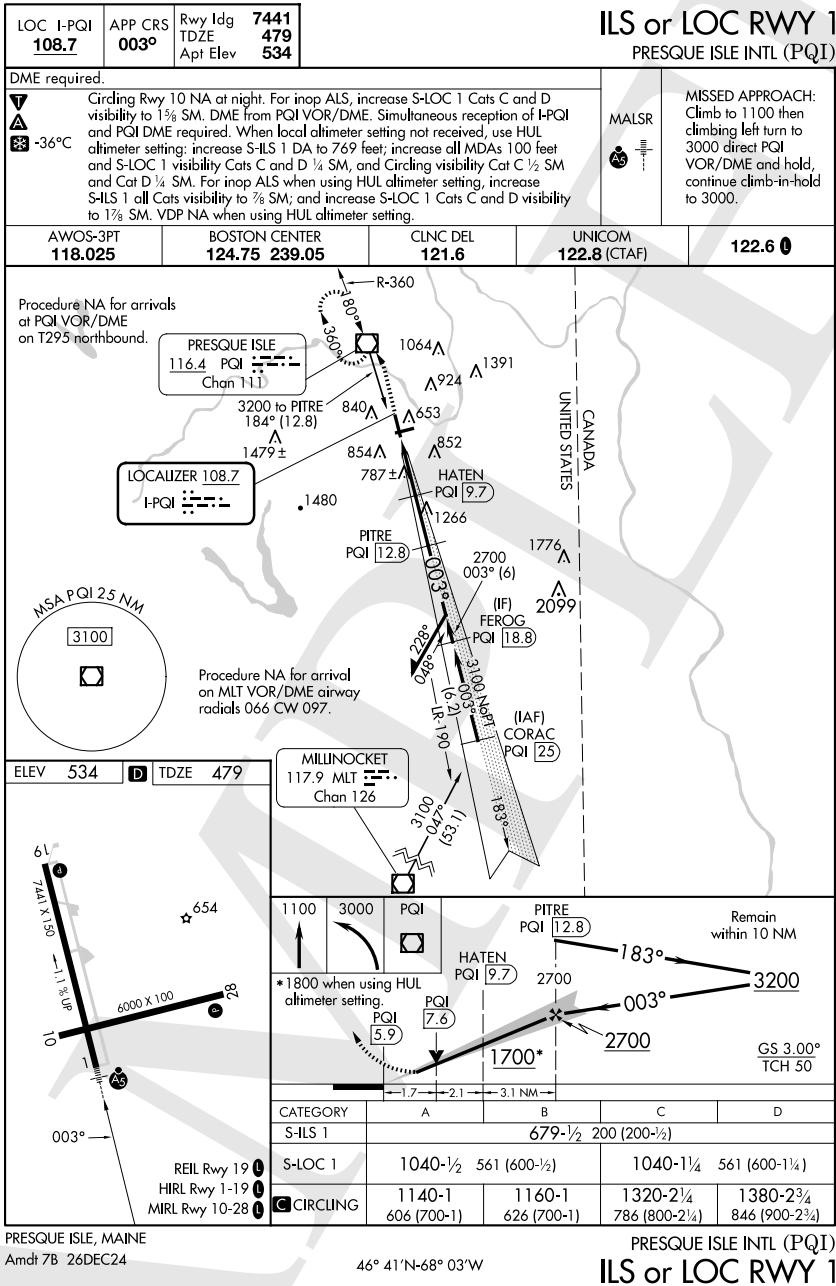 LOC I-PQI
108.7
APP CRS
003°
Rwy ldg 7441
TDZE 479
Apt Elev 534
ILS or LOC RWY 1
PRESQUE ISLE INTL (PQI)
DME required.
T
A
-36°C
Circling Rwy 10 NA at night. For inop ALS, increase S-LOC 1 Cats C and D
visibility to 1⅝ SM. DME from PQI VOR/DME. Simultaneous reception of I-PQI
and PQI DME required. When local altimeter setting not received, use HUL
altimeter setting: increase S-ILS 1 DA to 769 feet; increase all MDAs 100 feet
and S-LOC 1 visibility Cats C and D ¼ SM, and Circling visibility Cat C ½ SM
and Cat D ¼ SM. For inop ALS when using HUL altimeter setting, increase
S-ILS 1 all Cats visibility to ⅞ SM; and increase S-LOC 1 Cats C and D visibility
to 1⅞ SM. VDP NA when using HUL altimeter setting.
MALSR
A5
MISSED APPROACH:
Climb to 1100 then
climbing left turn to
3000 direct PQI
VOR/DME and hold,
continue climb-in-hold
to 3000.
AWOS-3PT
118.025
BOSTON CENTER
124.75 239.05
CLNC DEL
121.6
UNICOM
122.8 (CTAF)
122.6 L
Procedure NA for arrivals
at PQI VOR/DME
on T295 northbound.
R-360
180°
360°
PRESQUE ISLE
116.4 PQI
Chan 111
1064
1391
924
3200 to PITRE
184° (12.8)
840
653
1479 ±
854
852
787 ±
LOCALIZER 108.7
I-PQI
1480
HATEN
PQI 9.7
1266
CANADA
UNITED STATES
PITRE
PQI 12.8
003°
2700
003° (6)
1776
2099
(IF)
FEROG
PQI 18.8
228°
048°
MSA PQI 25 NM
3100
Procedure NA for arrival
on MLT VOR/DME airway
radials 066 CW 097.
(6.2)
LR-190
3100 NoPT
003°
(IAF)
CORAC
PQI 25
MILLINOCKET
117.9 MLT
Chan 126
3100
047°
(53.1)
183°
ELEV 534
D
TDZE 479
19
P
7441 X 150
1.1 % UP
654
6000 X 100
28
P
10
1
A5
003°
REIL Rwy 19 L
HIRL Rwy 1-19 L
MIRL Rwy 10-28 L
1100
3000
PQI
*1800 when using HUL
altimeter setting.
PITRE
PQI 12.8
Remain
within 10 NM
HATEN
PQI 9.7
183°
2700
3200
003°
PQI
7.6
PQI
5.9
2700
1700*
GS 3.00°
TCH 50
1.7
2.1
3.1 NM
CATEGORY
A
B
C
D
S-ILS 1
679-½ 200 (200-½)
S-LOC 1
1040-½ 561 (600-½)
1040-1¼ 561 (600-1¼)
C CIRCLING
1140-1
606 (700-1)
1160-1
626 (700-1)
1320-2¼
786 (800-2¼)
1380-2¾
846 (900-2¾)
PRESQUE ISLE, MAINE
Amdt 7B 26DEC24
46° 41'N-68° 03'W
PRESQUE ISLE INTL (PQI)
ILS or LOC RWY 1